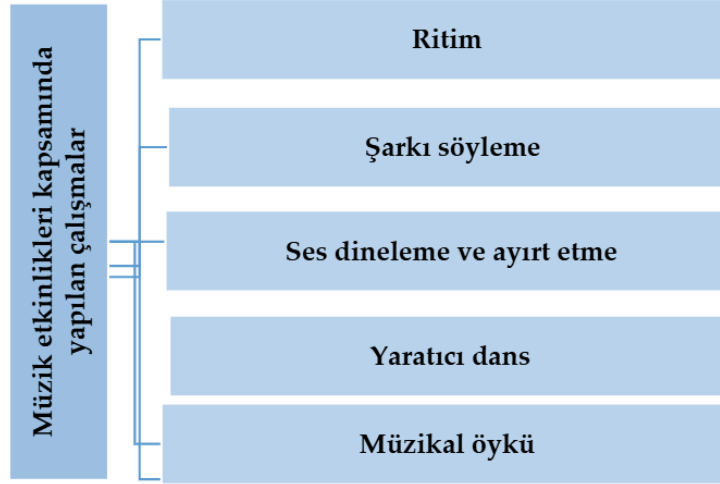 Müzik etkinlikleri kapsamında
yapılan çalışmalar
Ritim
Şarkı söyleme
Ses dineleme ve ayırt etme
Yaratıcı dans
Müzikal öykü